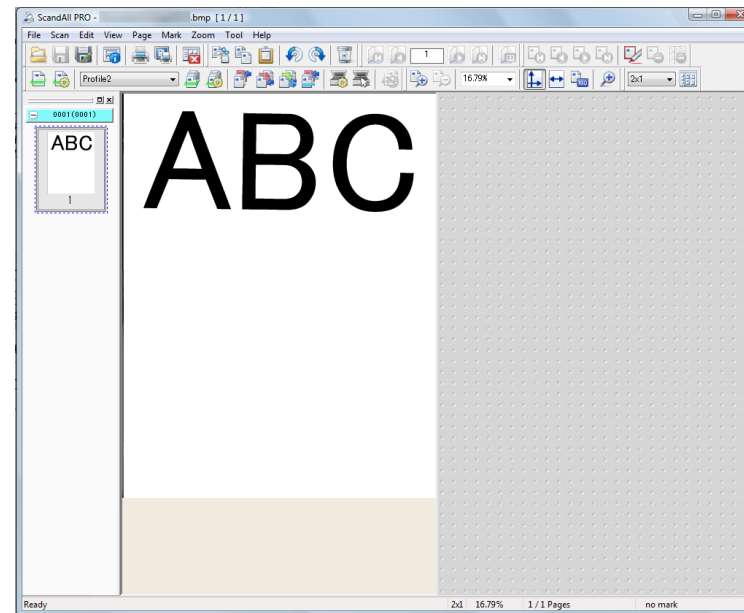 ScandAll PRO - .bmp [ 1 / 1 ]
File Scan Edit View Page Mark Zoom Tool Help
1
Profile2 16.79% 2x1
0001(0001)
ABC
1
ABC
Ready 2x1 16.79% 1 / 1 Pages no mark